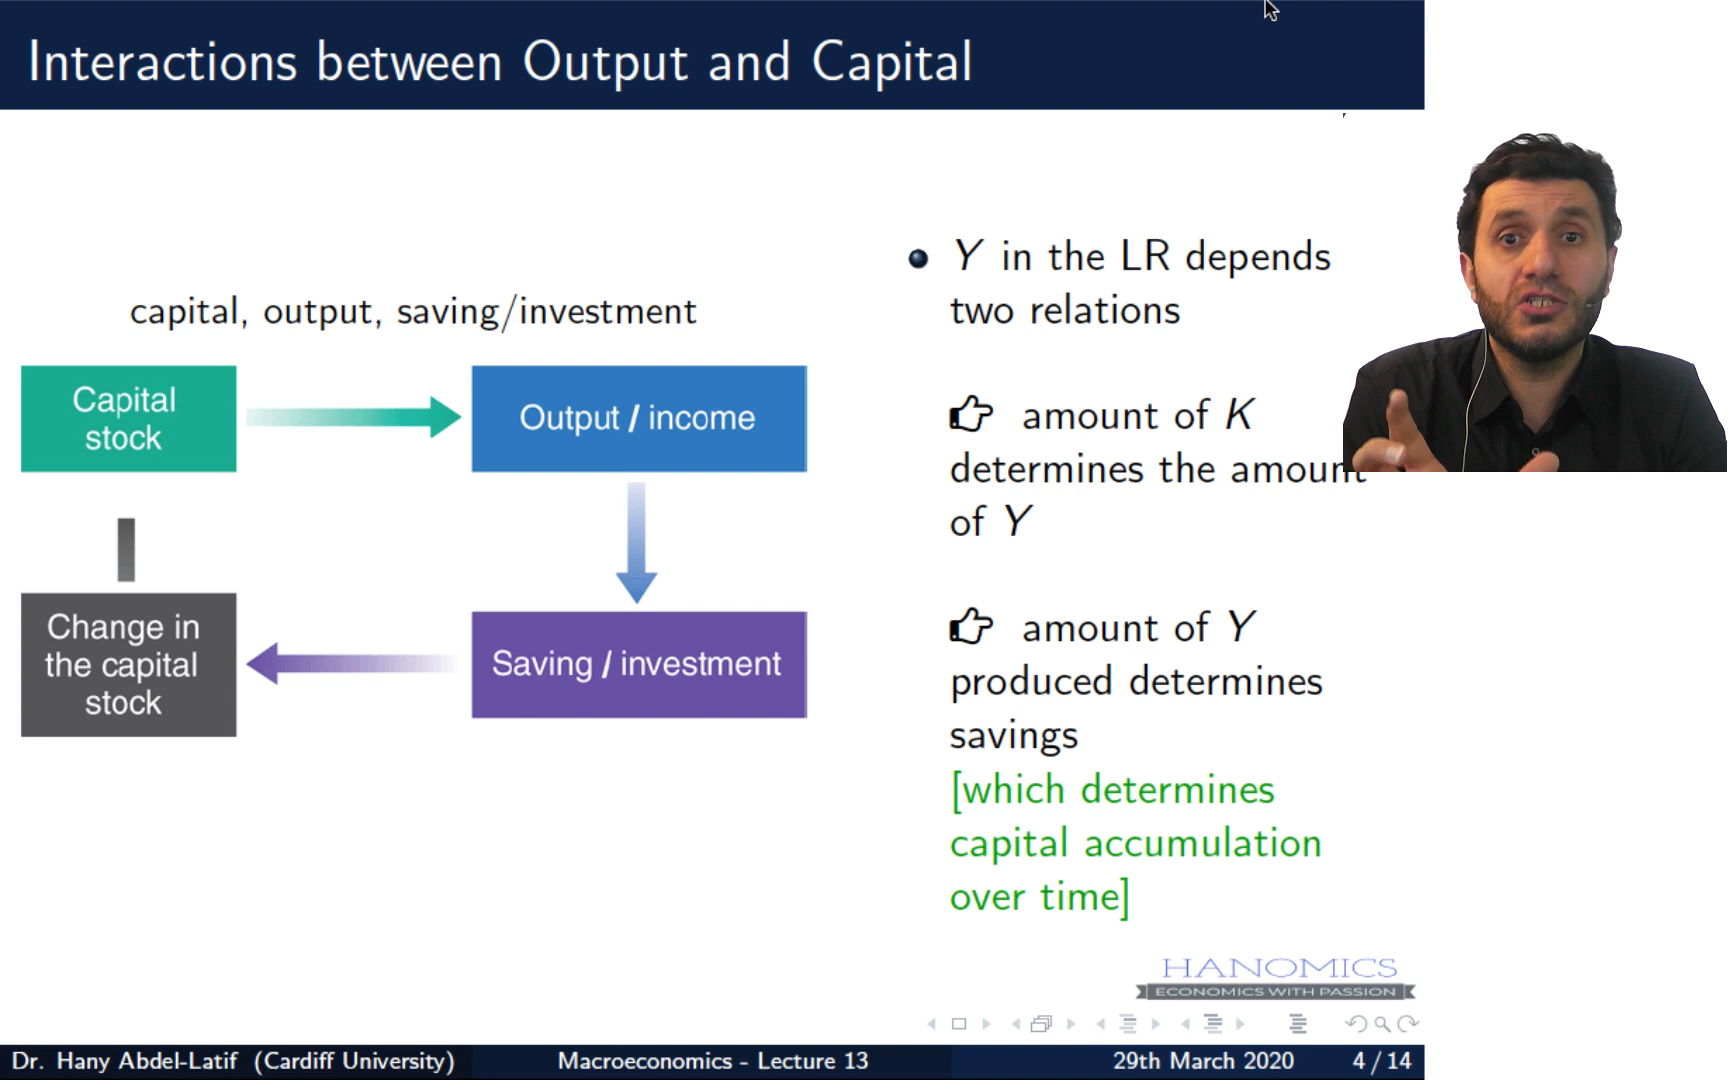 Interactions between Output and Capital
capital, output, saving/investment
Capital
stock
Output / income
Change in
the capital
stock
Saving / investment
Y in the LR depends
two relations
amount of K
determines the amount
of Y
amount of Y
produced determines
savings
[which determines
capital accumulation
over time]
HANOMICS
ECONOMICS WITH PASSION
Dr. Hany Abdel-Latif (Cardiff University)
Macroeconomics - Lecture 13
29th March 2020
4 / 14